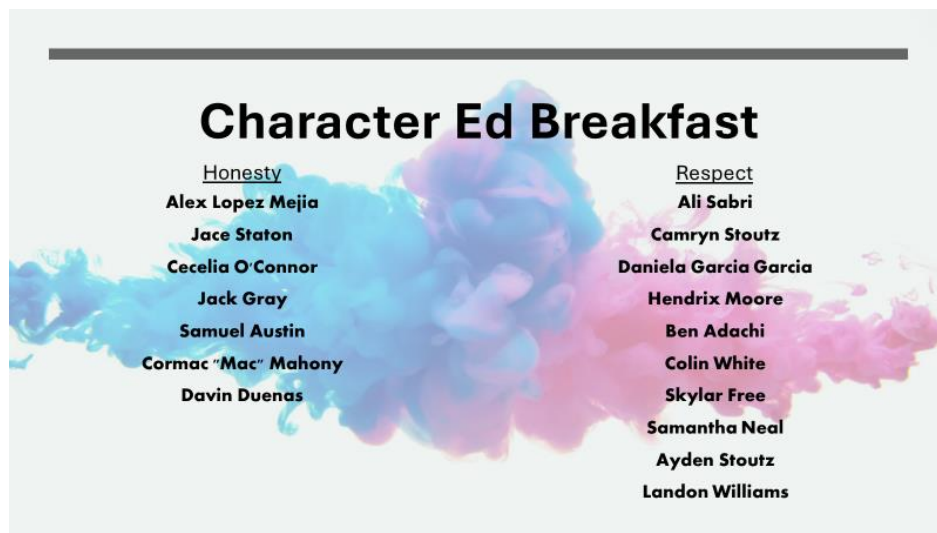 Character Ed Breakfast
Honesty
Alex Lopez Mejia
Jace Staton
Cecelia O'Connor
Jack Gray
Samuel Austin
Cormac "Mac" Mahony
Davin Duenas
Respect
Ali Sabri
Camryn Stoutz
Daniela Garcia Garcia
Hendrix Moore
Ben Adachi
Colin White
Skylar Free
Samantha Neal
Ayden Stoutz
Landon Williams